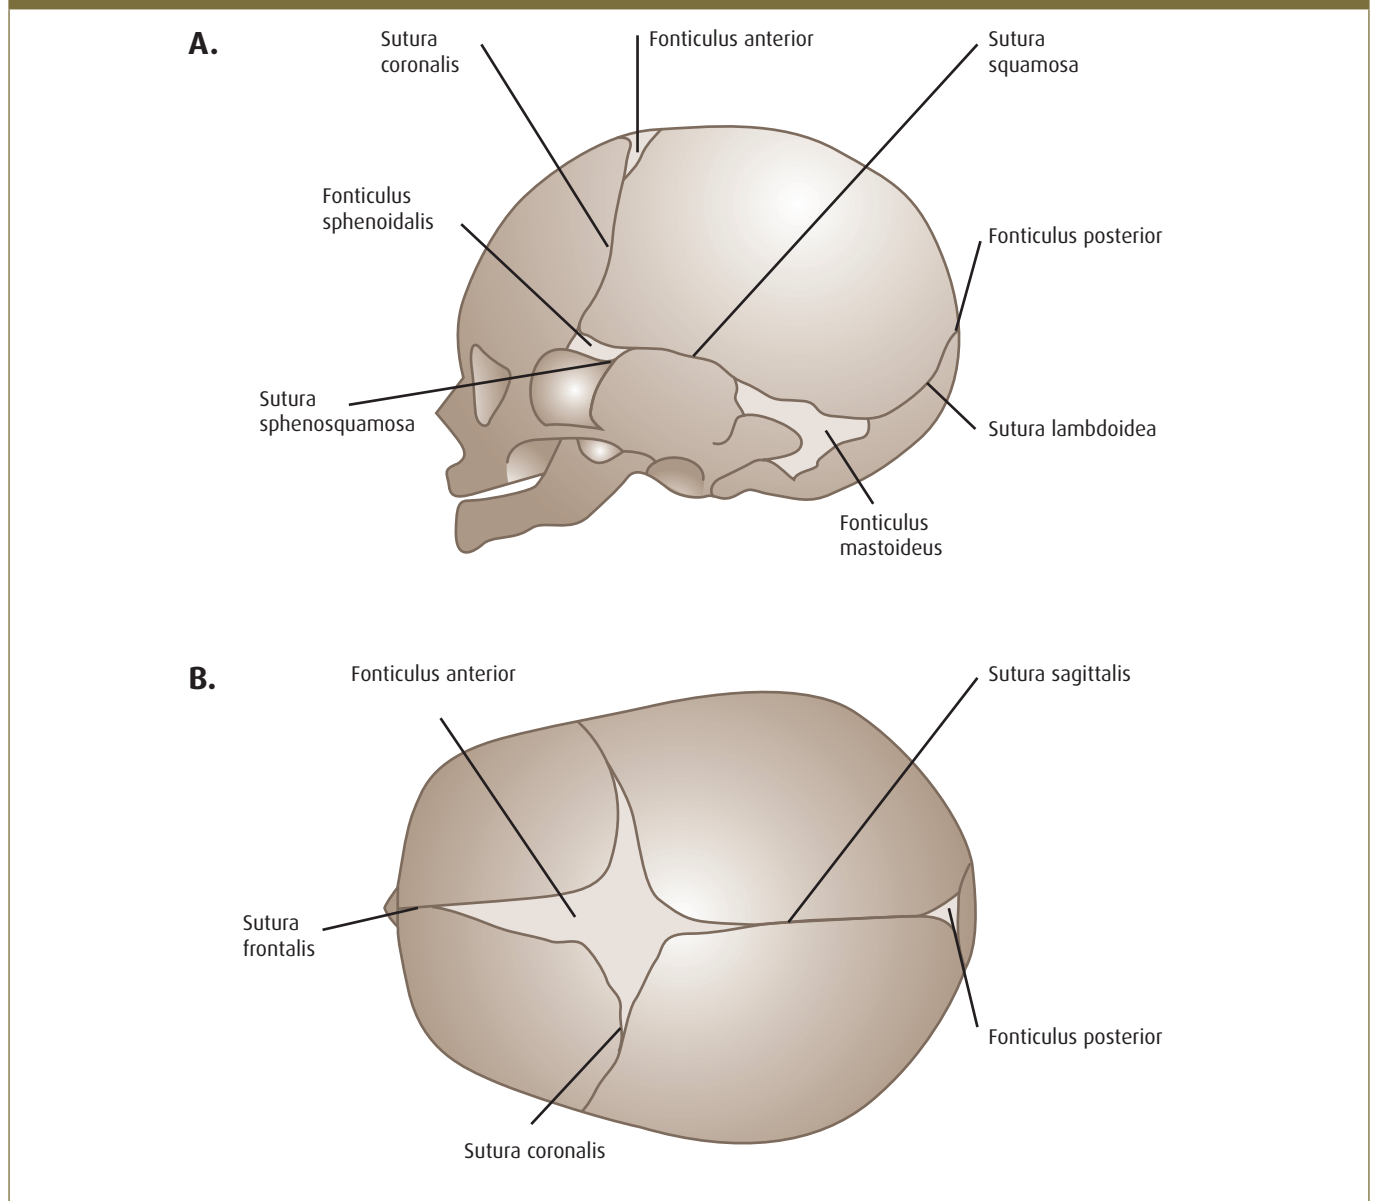 A.
Sutura
coronalis
Fonticulus anterior
Sutura
squamosa
Fonticulus
sphenoidalis
Fonticulus posterior
Sutura
sphenosquamosa
Sutura lambdoidea
Fonticulus
mastoideus
B.
Fonticulus anterior
Sutura sagittalis
Sutura
frontalis
Fonticulus posterior
Sutura coronalis